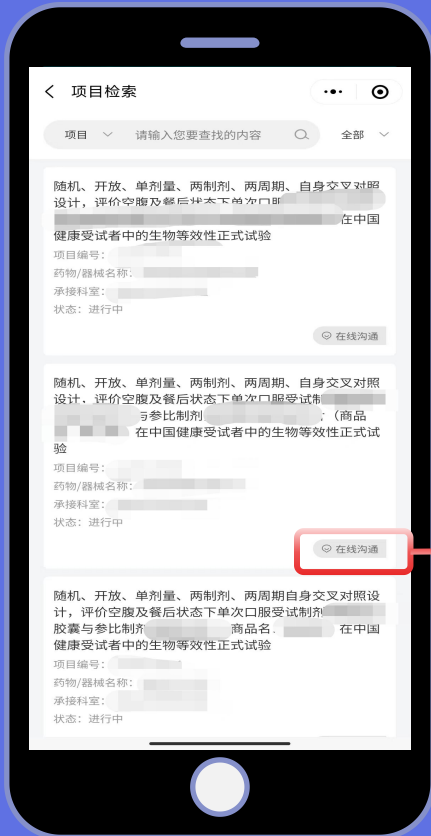 项目检索
项目 请输入您要查找的内容 全部
随机、开放、单剂量、两制剂、两周期、自身交叉对照
设计，评价空腹及餐后状态下单次口服
在中国
健康受试者中的生物等效性正式试验
项目编号：
药物/器械名称：
承接科室：
状态：进行中
在线沟通
随机、开放、单剂量、两制剂、两周期、自身交叉对照
设计，评价空腹及餐后状态下单次口服受试制
与参比制剂 （商品
在中国健康受试者中的生物等效性正式试
验
项目编号：
药物/器械名称：
承接科室：
状态：进行中
在线沟通
随机、开放、单剂量、两制剂、两周期自身交叉对照设
计，评价空腹及餐后状态下单次口服受试制剂
胶囊与参比制剂 商品名 在中国
健康受试者中的生物等效性正式试验
项目编号：
药物/器械名称：
承接科室：
状态：进行中